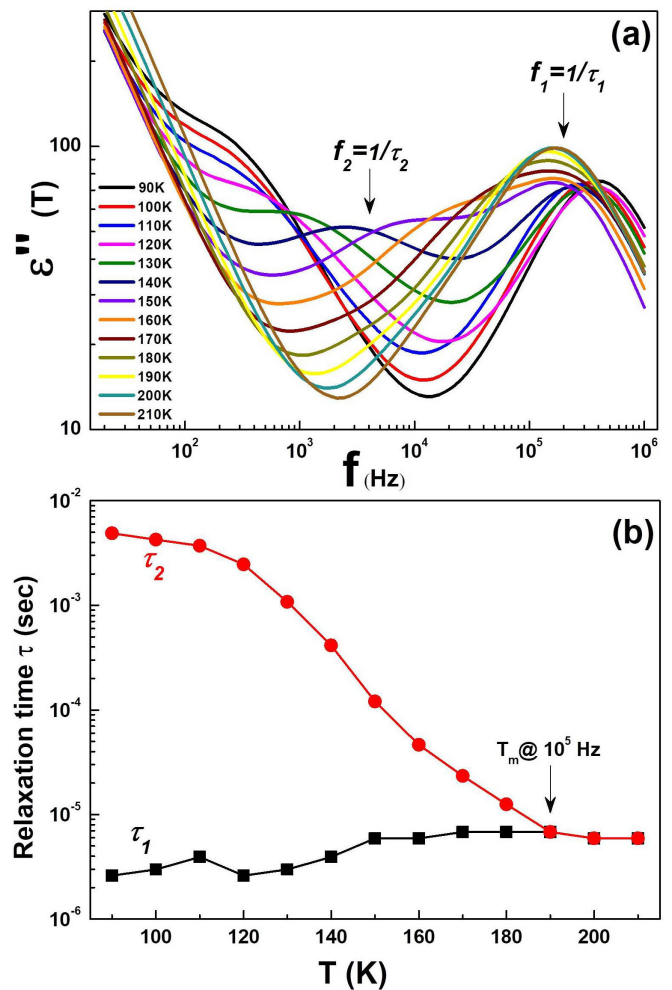 (a)
f₁=1/τ₁
f₂=1/τ₂
10²
10³
10⁴
10⁵
10⁶
10
100
ε" (T)
90K
100K
110K
120K
130K
140K
150K
160K
170K
180K
190K
200K
210K
f (Hz)
(b)
10⁻²
10⁻³
10⁻⁴
10⁻⁵
10⁻⁶
Relaxation time τ (sec)
τ₂
Tₘ@ 10⁵ Hz
τ₁
100
120
140
160
180
200
T (K)